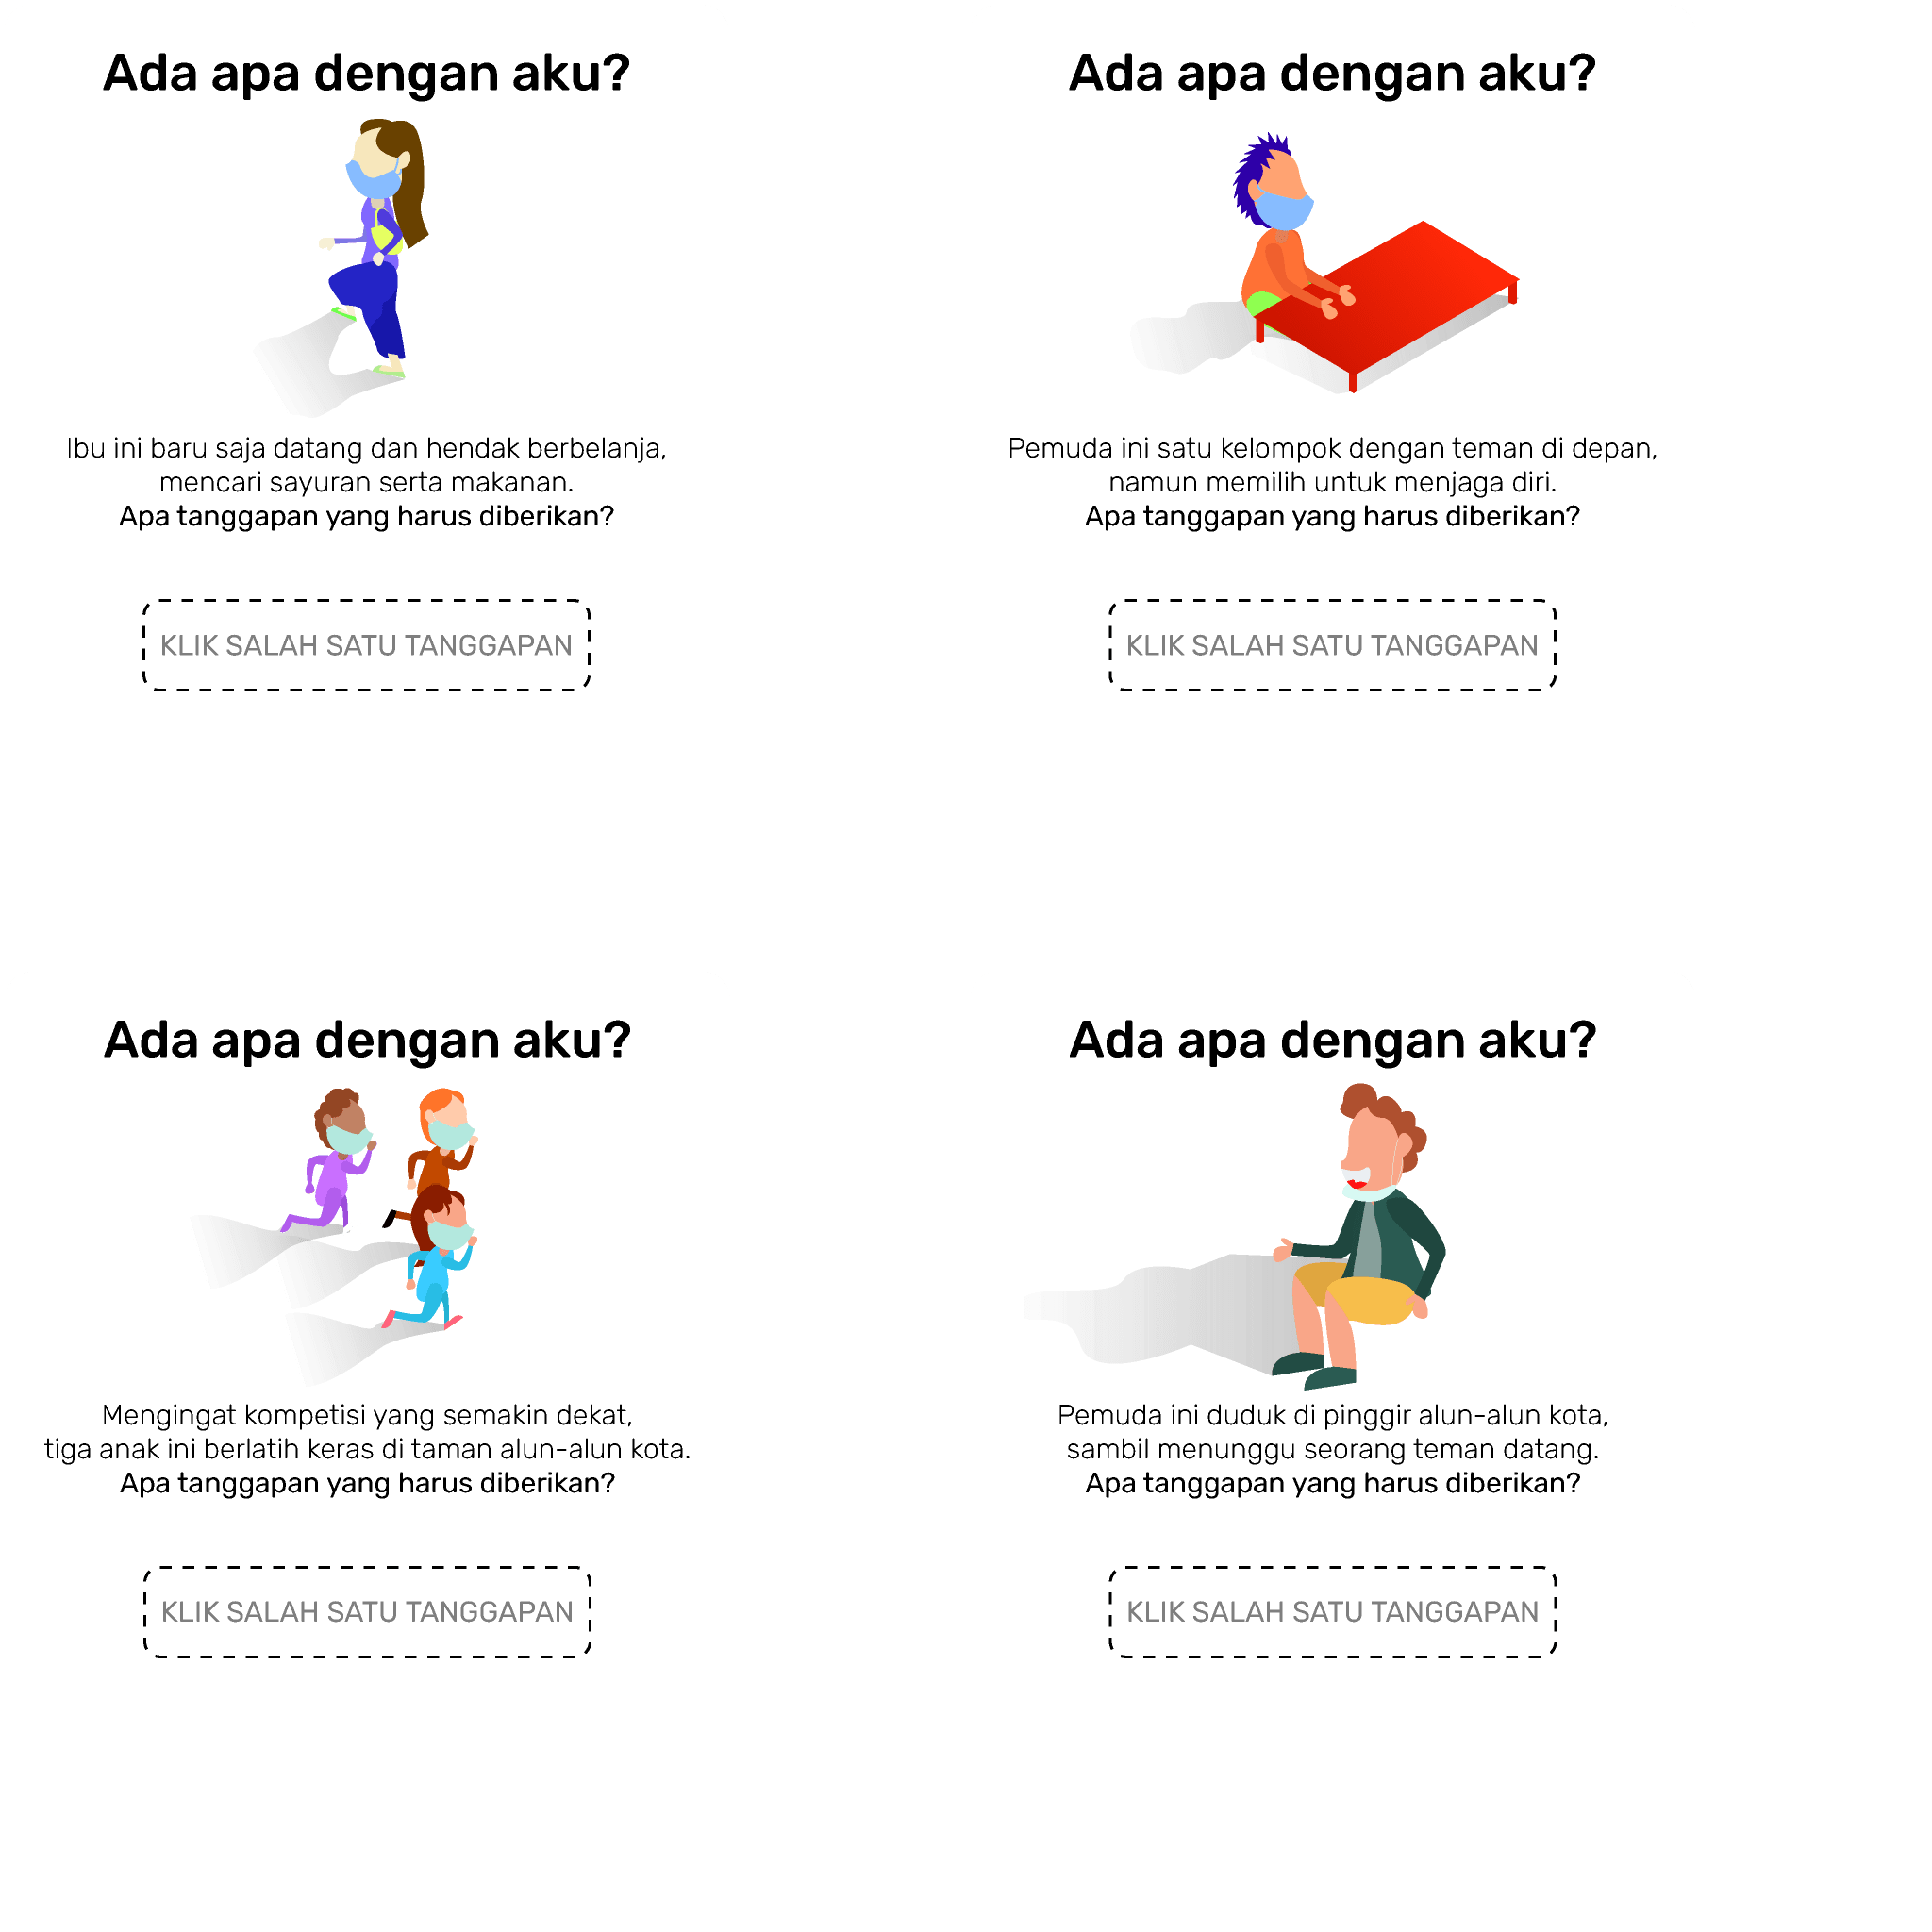 Ada apa dengan aku?
Ibu ini baru saja datang dan hendak berbelanja,
mencari sayuran serta makanan.
Apa tanggapan yang harus diberikan?
KLIK SALAH SATU TANGGAPAN
Ada apa dengan aku?
Pemuda ini satu kelompok dengan teman di depan,
namun memilih untuk menjaga diri.
Apa tanggapan yang harus diberikan?
KLIK SALAH SATU TANGGAPAN
Ada apa dengan aku?
Mengingat kompetisi yang semakin dekat,
tiga anak ini berlatih keras di taman alun-alun kota.
Apa tanggapan yang harus diberikan?
KLIK SALAH SATU TANGGAPAN
Ada apa dengan aku?
Pemuda ini duduk di pinggir alun-alun kota,
sambil menunggu seorang teman datang.
Apa tanggapan yang harus diberikan?
KLIK SALAH SATU TANGGAPAN